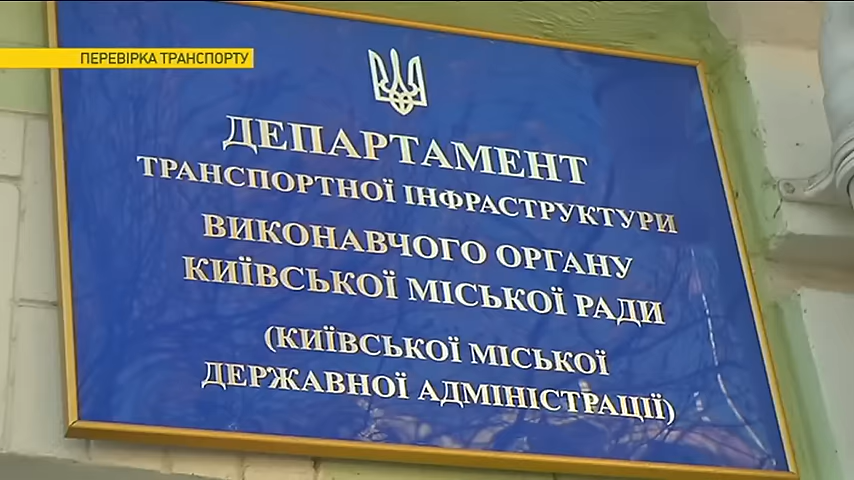 ПЕРЕВІРКА ТРАНСПОРТУ
ДЕПАРТАМЕНТ
ТРАНСПОРТНОЇ ІНФРАСТРУКТУРИ
ВИКОНАВЧОГО ОРГАНУ
КИЇВСЬКОЇ МІСЬКОЇ РАДИ
(КИЇВСЬКОЇ МІСЬКОЇ
ДЕРЖАВНОЇ АДМІНІСТРАЦІЇ)